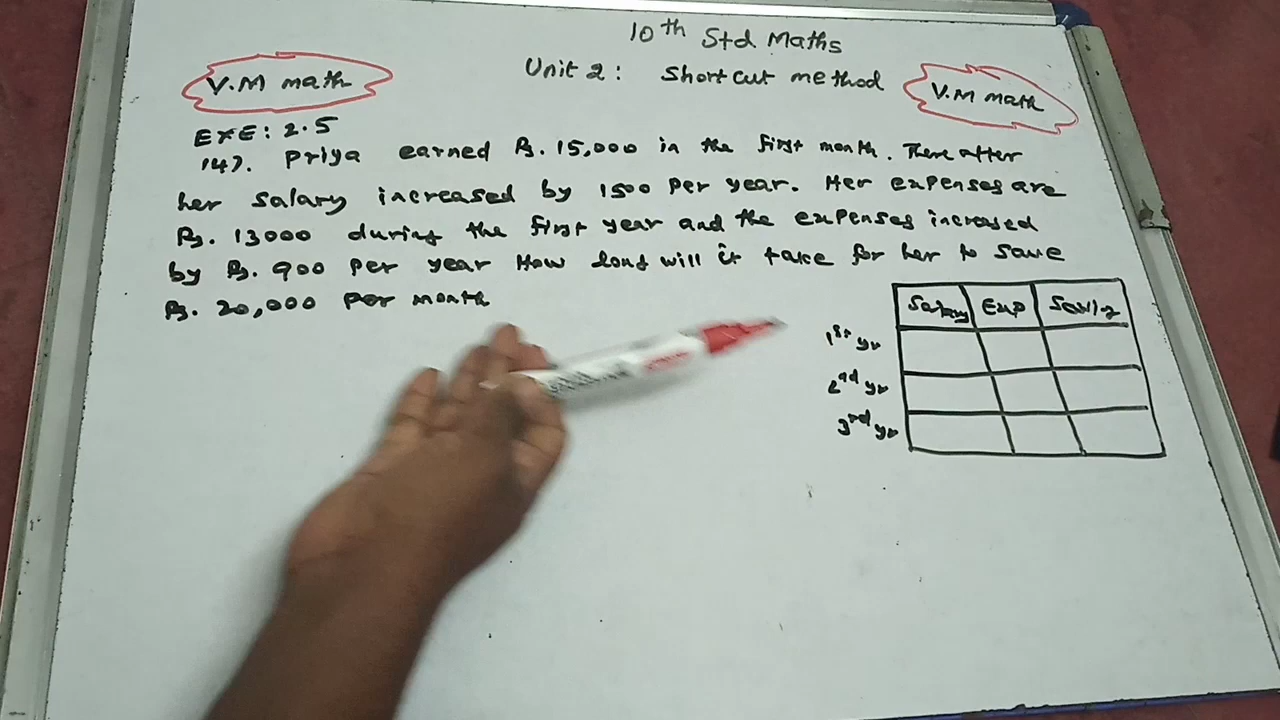 10th Std Maths
V.M math
Unit 2: Shortcut method
V.M math
EXE: 2.5
14). Priya earned Rs. 15,000 in the first month. There after
her salary increased by 1500 per year. Her expenses are
Rs. 13000 during the first year and the expenses increased
by Rs. 900 per year How long will it take for her to save
Rs. 20,000 per month
Salary Exp
1st yr
2nd yr
3rd yr